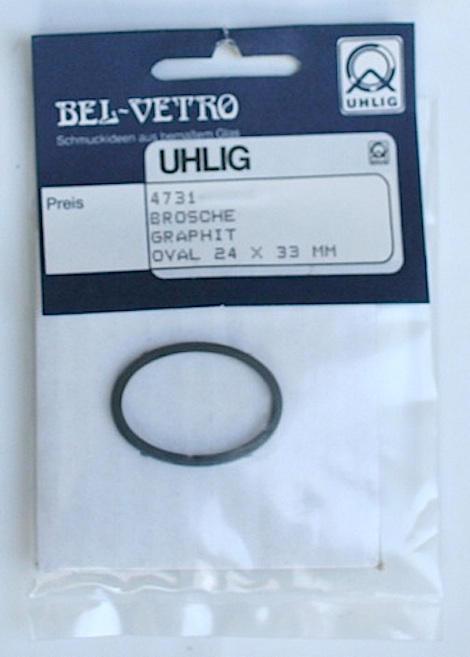 BEL-VETRO
Schmuckideen aus bemaltem Glas
UHLIG
UHLIG
Preis
4731
BROSCHE
GRAPHIT
OVAL 24 X 33 MM